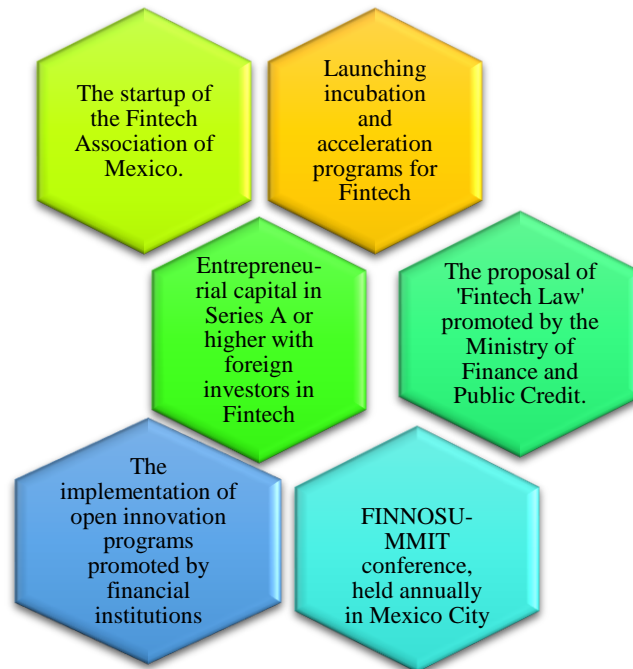 The startup of
the Fintech
Association of
Mexico.
Launching
incubation
and
acceleration
programs for
Fintech
Entrepreneu-
rial capital in
Series A or
higher with
foreign
investors in
Fintech
The proposal of
'Fintech Law'
promoted by the
Ministry of
Finance and
Public Credit.
The
implementation of
open innovation
programs
promoted by
financial
institutions
FINNOSU-
MMIT
conference,
held annually
in Mexico City